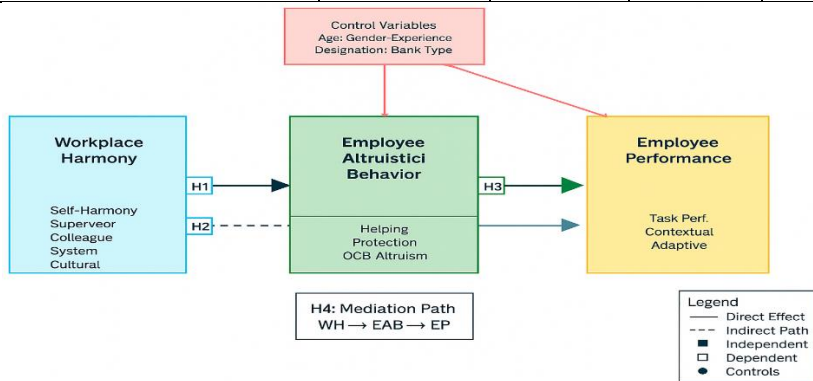 Control Variables
Age: Gender-Experience
Designation: Bank Type
Workplace
Harmony
Self-Harmony
Superveor
Colleague
System
Cultural
H1
H2
Employee
Altruistici
Behavior
Helping
Protection
OCB Altruism
H3
Employee
Performance
Task Perf.
Contextual
Adaptive
H4: Mediation Path
WH → EAB → EP
Legend
Direct Effect
Indirect Path
Independent
Dependent
Controls